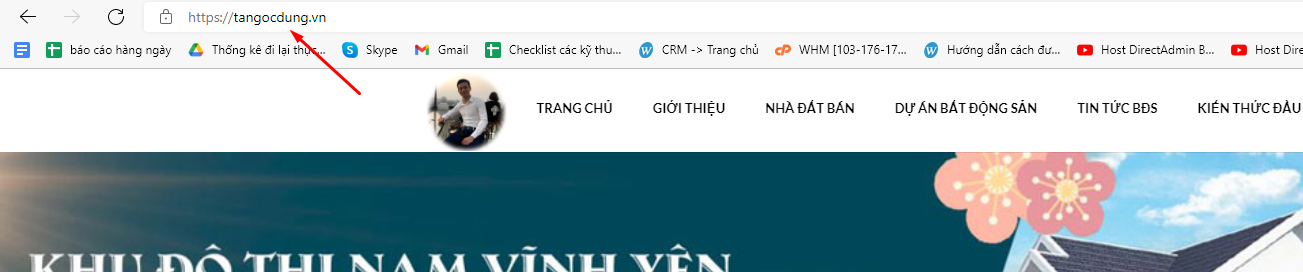 https://tangocdung.vn
báo cáo hàng ngày Thống kê đi lại thực... Skype Gmail Checklist các kỹ thu... CRM -> Trang chủ WHM [103-176-17... Hướng dẫn cách đư... Host DirectAdmin B... Host Dire
TRANG CHỦ GIỚI THIỆU NHÀ ĐẤT BÁN DỰ ÁN BẤT ĐỘNG SẢN TIN TỨC BĐS KIẾN THỨC ĐẦU
KHU ĐÔ THỊ NAM VĨNH YÊN